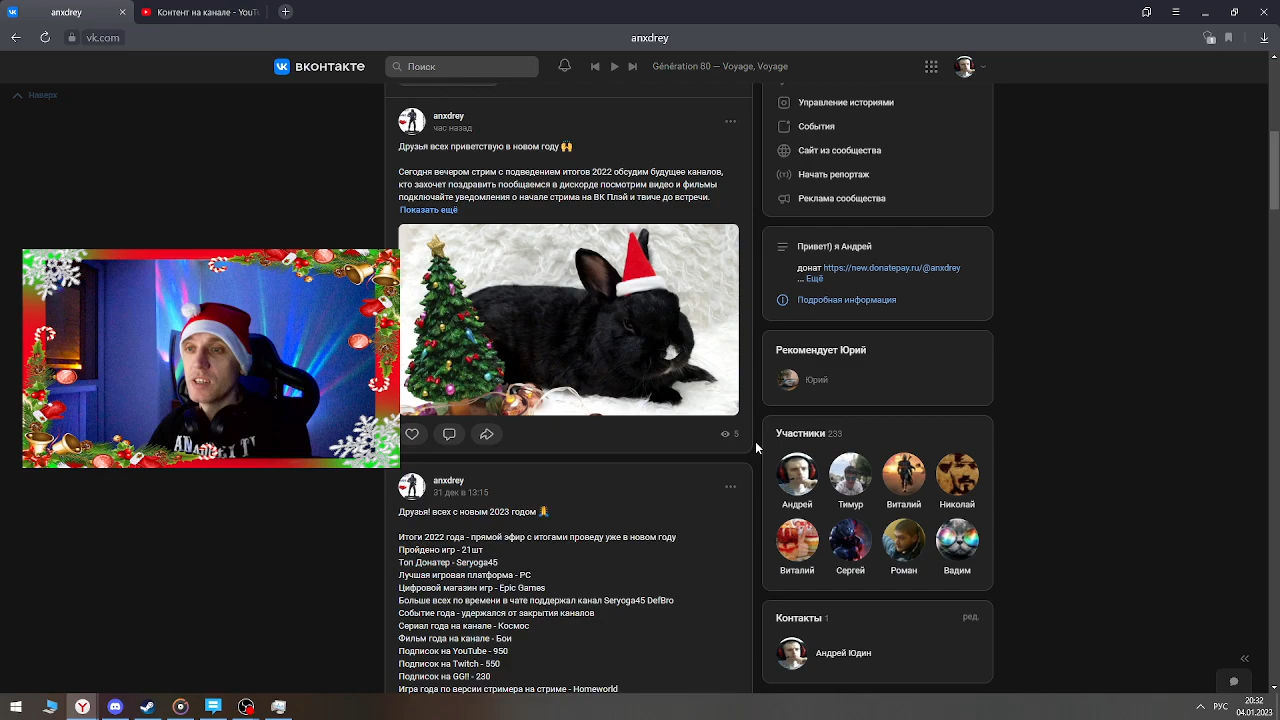 anxdrey
Контент на канале - YouTu
vk.com
anxdrey
вконтакте
Поиск
Génération 80 — Voyage, Voyage
Наверх
anxdrey
час назад
Друзья всех приветствую в новом году 🙌
Сегодня вечером стрим с подведением итогов 2022 обсудим будущее каналов,
кто захочет поздравить пообщаемся в дискорде посмотрим видео и фильмы
подключайте уведомления о начале стрима на ВК Плэй и твиче до встречи.
Показать ещё
5
anxdrey
31 дек в 13:15
Друзья! всех с новым 2023 годом
Итоги 2022 года - прямой эфир с итогами проведу уже в новом году
Пройдено игр - 21шт
Топ Донатер - Seryoga45
Лучшая игровая платформа - PC
Цифровой магазин игр - Epic Games
Больше всех по времени в чате поддержал канал Seryoga45 DefBro
Событие года - удержался от закрытия каналов
Сериал года на канале - Космос
Фильм года на канале - Бои
Подписок на YouTube - 950
Подписок на Twitch - 550
Подписок на GG!! - 230
Игра года по версии стримера на стриме - Homeworld
Управление историями
События
Сайт из сообщества
Начать репортаж
Реклама сообщества
Привет!) я Андрей
донат https://new.donatepay.ru/@anxdrey
... Ещё
Подробная информация
Рекомендует Юрий
Юрий
Участники 233
Андрей Тимур Виталий Николай
Виталий Сергей Роман Вадим
Контакты 1
ред.
Андрей Юдин
РУС
20:32
04.01.2023